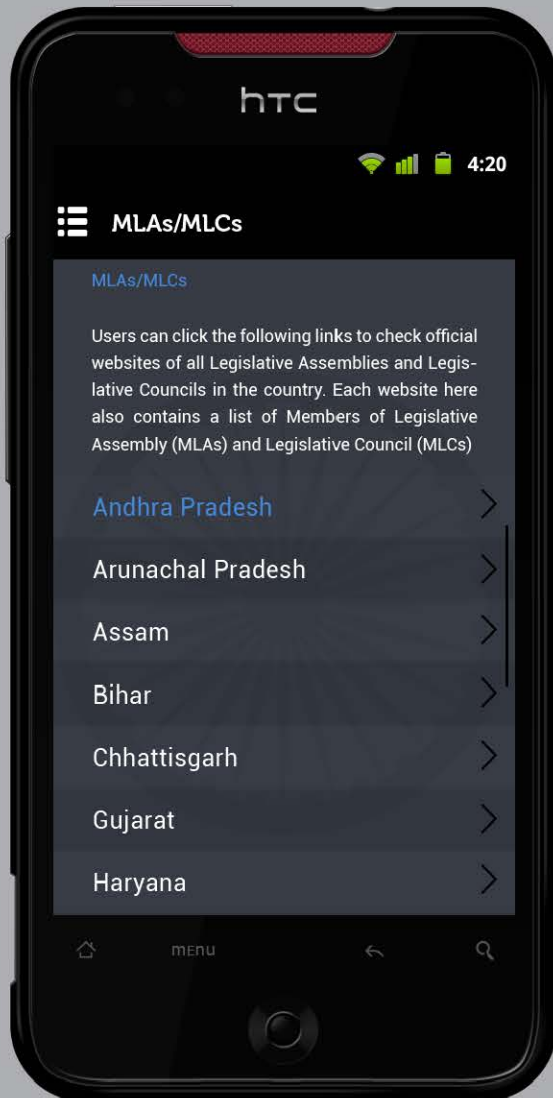 hTC
4:20
MLAs/MLCs
MLAs/MLCs
Users can click the following links to check official
websites of all Legislative Assemblies and Legis-
lative Councils in the country. Each website here
also contains a list of Members of Legislative
Assembly (MLAs) and Legislative Council (MLCs)
Andhra Pradesh
Arunachal Pradesh
Assam
Bihar
Chhattisgarh
Gujarat
Haryana
mENU